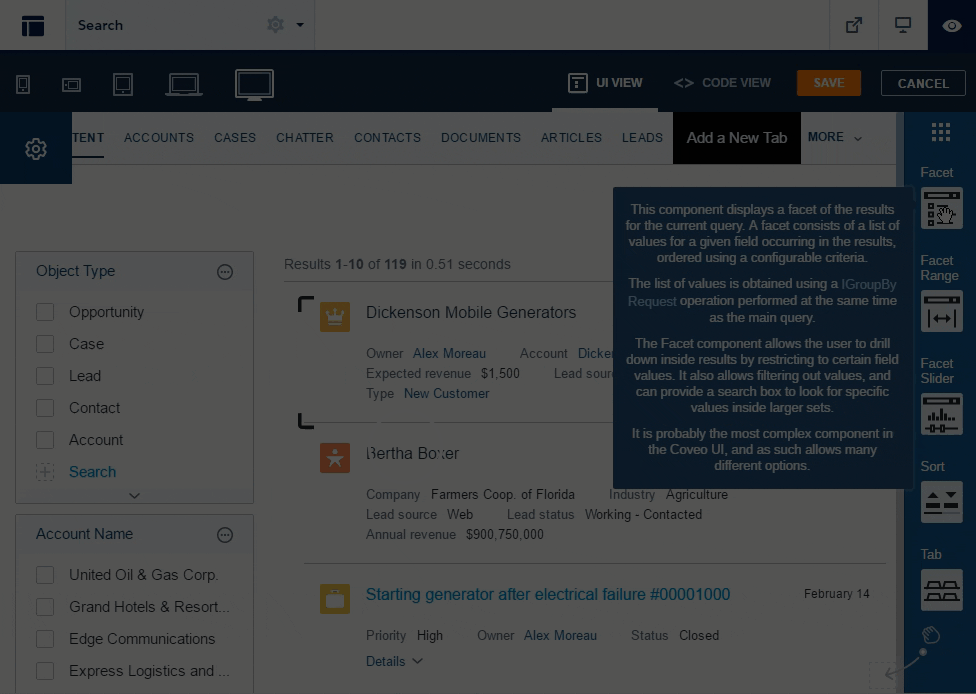 Search
UI VIEW
<> CODE VIEW
SAVE
CANCEL
TENT
ACCOUNTS
CASES
CHATTER
CONTACTS
DOCUMENTS
ARTICLES
LEADS
Add a New Tab
MORE
Facet
This component displays a facet of the results
for the current query. A facet consists of a list of
values for a given field occurring in the results,
ordered using a configurable criteria.
The list of values is obtained using a IGroupBy
Request operation performed at the same time
as the main query.
The Facet component allows the user to drill
down inside results by restricting to certain field
values. It also allows filtering out values, and
can provide a search box to look for specific
values inside larger sets.
It is probably the most complex component in
the Coveo UI, and as such allows many
different options.
Facet
Range
Facet
Slider
Sort
Tab
Object Type
Opportunity
Case
Lead
Contact
Account
Search
Account Name
United Oil & Gas Corp.
Grand Hotels & Resort...
Edge Communications
Express Logistics and ...
Results 1-10 of 119 in 0.51 seconds
Dickenson Mobile Generators
Owner Alex Moreau Account
Expected revenue $1,500 Lead
Type New Customer
Bertha Boxer
Company Farmers Coop. of Florida Industry Agriculture
Lead source Web Lead status Working - Contacted
Annual revenue $900,750,000
Starting generator after electrical failure #00001000
February 14
Priority High Owner Alex Moreau Status Closed
Details